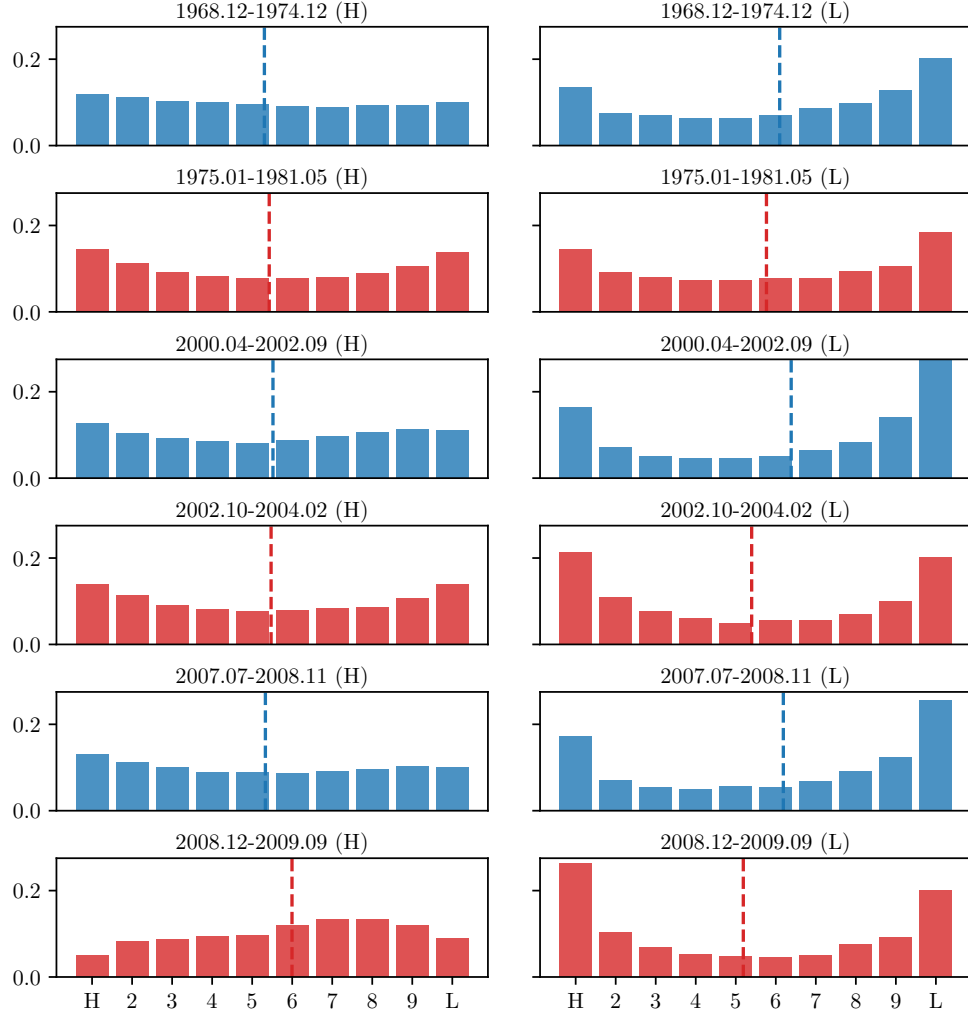 1968.12-1974.12 (H)
1968.12-1974.12 (L)
0.2
0.0
1975.01-1981.05 (H)
1975.01-1981.05 (L)
0.2
0.0
2000.04-2002.09 (H)
2000.04-2002.09 (L)
0.2
0.0
2002.10-2004.02 (H)
2002.10-2004.02 (L)
0.2
0.0
2007.07-2008.11 (H)
2007.07-2008.11 (L)
0.2
0.0
2008.12-2009.09 (H)
2008.12-2009.09 (L)
0.2
0.0
H 2 3 4 5 6 7 8 9 L
H 2 3 4 5 6 7 8 9 L